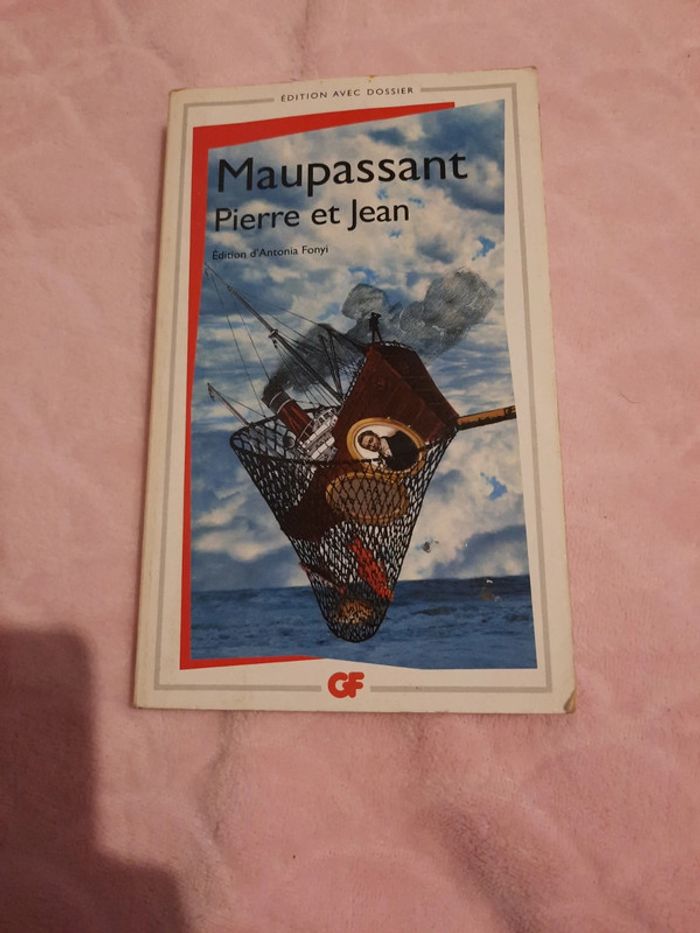 ÉDITION AVEC DOSSIER
Maupassant
Pierre et Jean
Édition d'Antonia Fonyi
GF